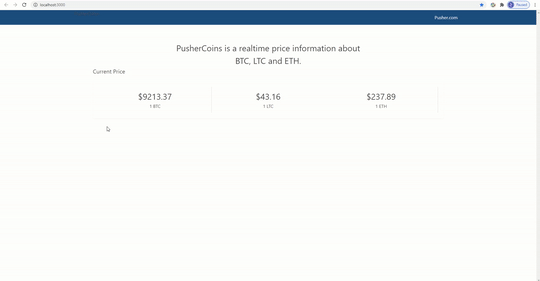 localhost:3000
Paused
Pusher.com
PusherCoins is a realtime price information about
BTC, LTC and ETH.
Current Price
$9213.37
$43.16
$237.89
1 BTC
1 LTC
1 ETH